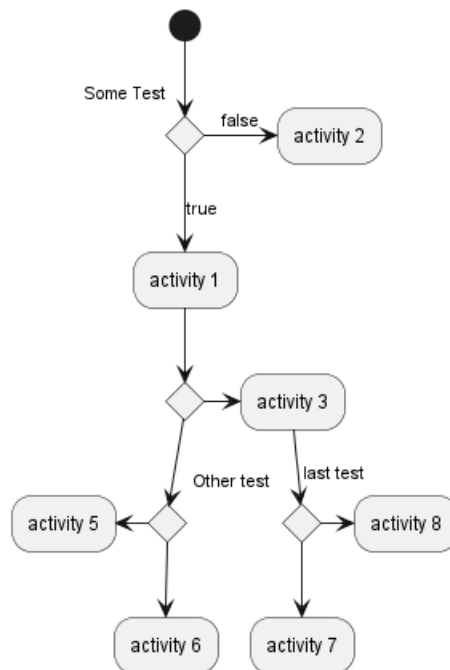 Some Test
false
activity 2
true
activity 1
activity 3
Other test
last test
activity 5
activity 8
activity 6
activity 7